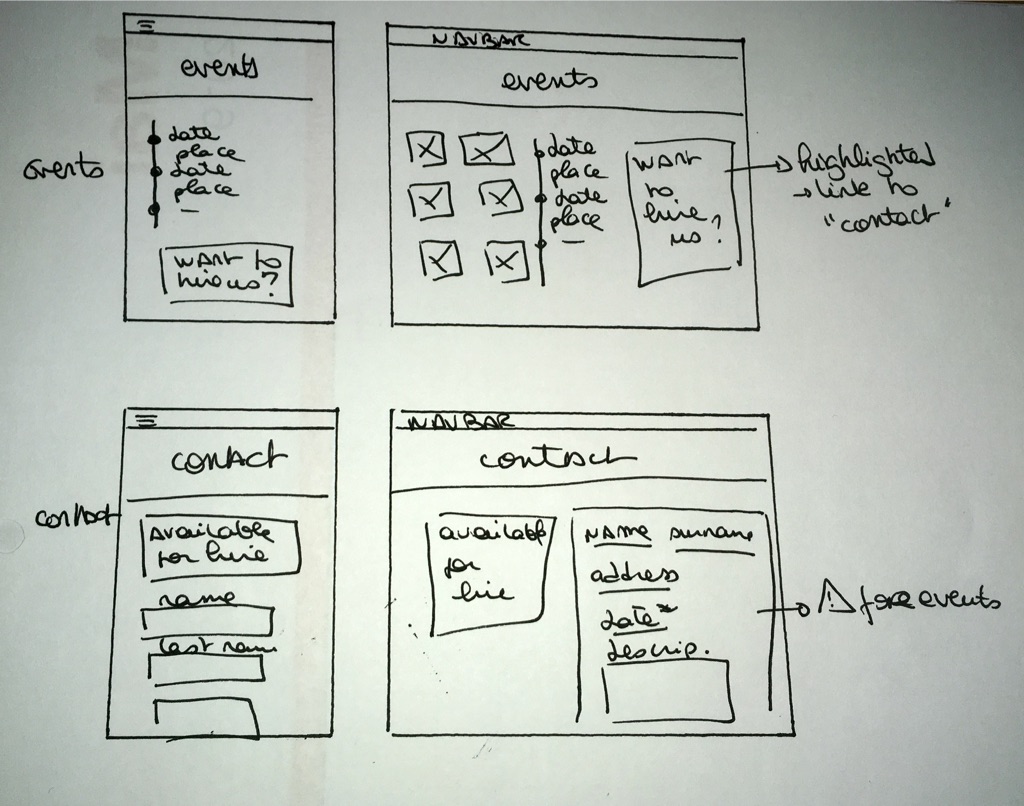 events
events
date
place
date
place
want to
hire us?
NAVBAR
events
date
place
date
place
WANT
to
hire
us?
highlighted
link to
"contact"
contact
contact
Available
for hire
name
last name
NAVBAR
contact
available
for
hire
NAME surname
address
date*
descrip.
events